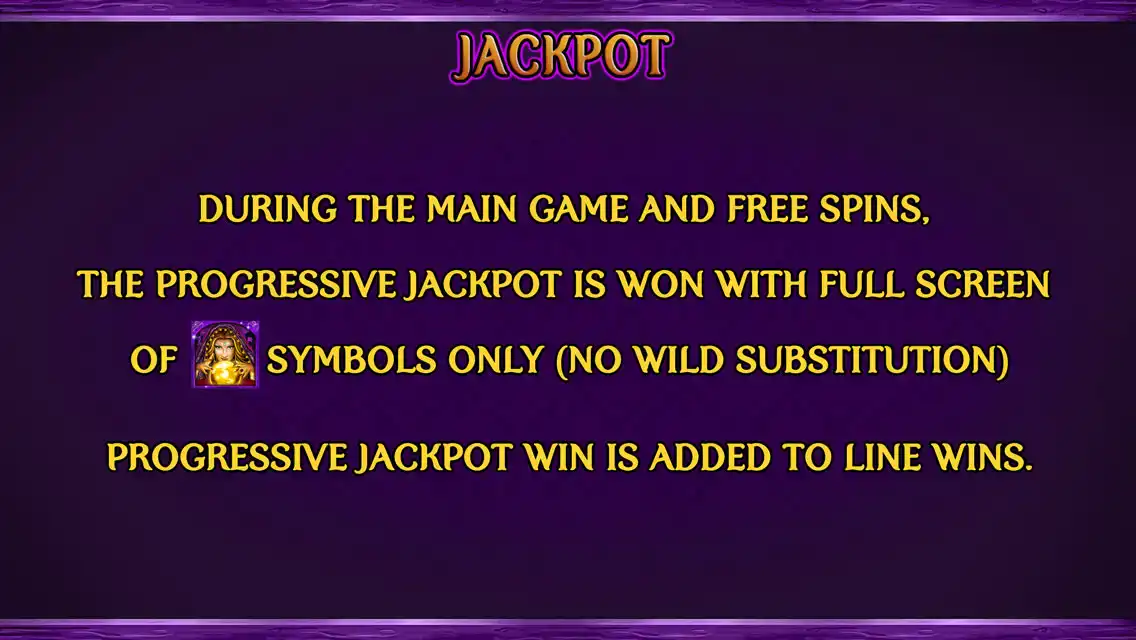 JACKPOT
DURING THE MAIN GAME AND FREE SPINS,
THE PROGRESSIVE JACKPOT IS WON WITH FULL SCREEN
OF SYMBOLS ONLY (NO WILD SUBSTITUTION)
PROGRESSIVE JACKPOT WIN IS ADDED TO LINE WINS.